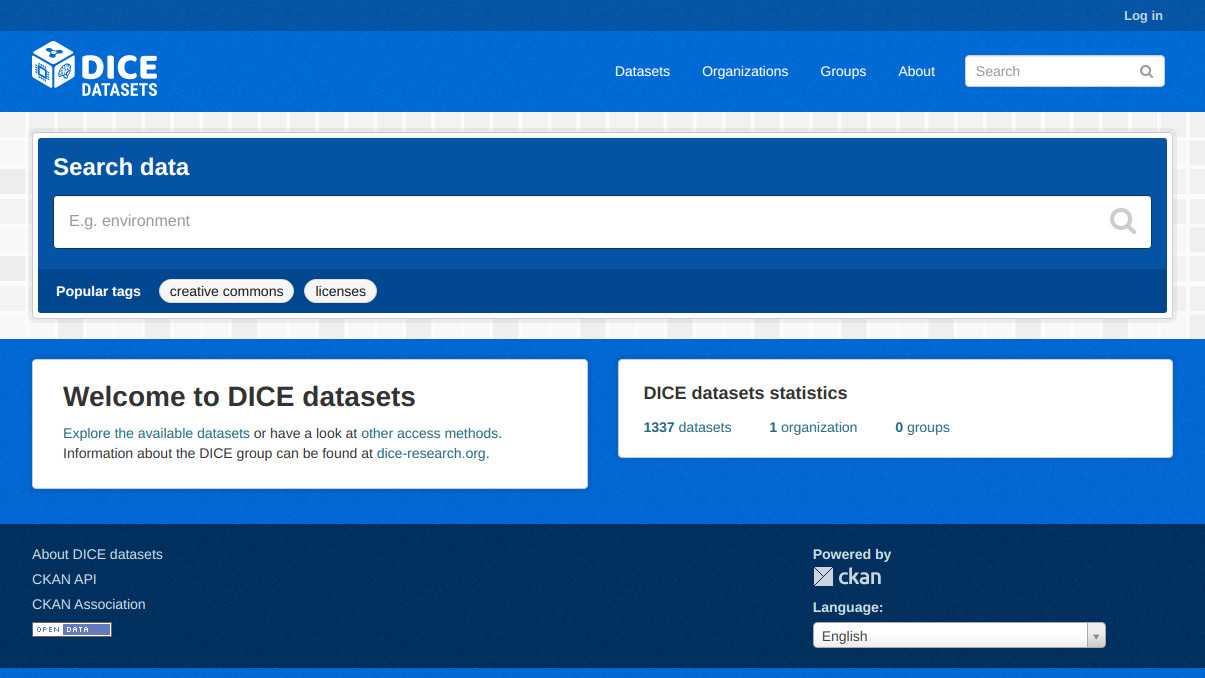 Log in
DICE
DATASETS
Datasets Organizations Groups About Search
Search data
E.g. environment
Popular tags creative commons licenses
Welcome to DICE datasets
Explore the available datasets or have a look at other access methods.
Information about the DICE group can be found at dice-research.org.
DICE datasets statistics
1337 datasets 1 organization 0 groups
About DICE datasets
CKAN API
CKAN Association
OPEN DATA
Powered by
ckan
Language:
English